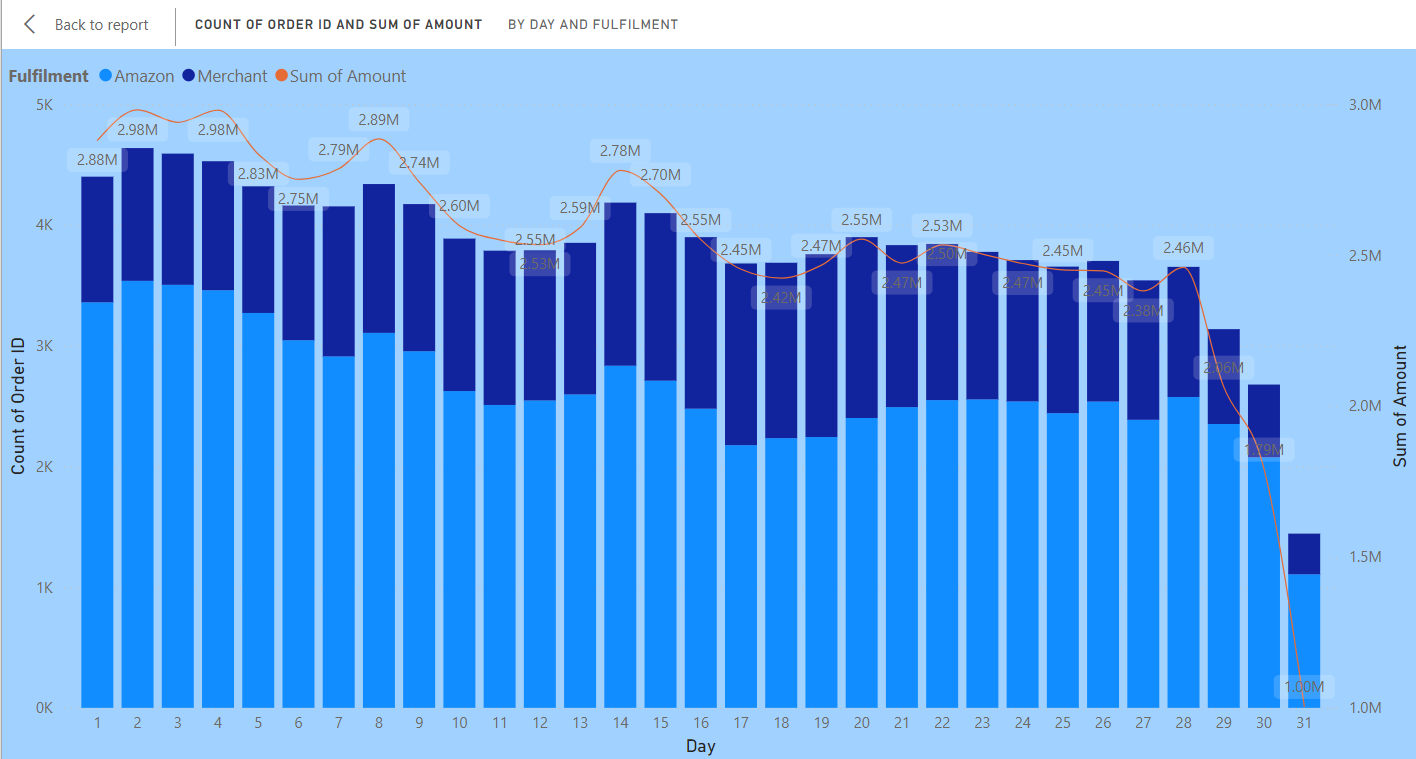 Back to report
COUNT OF ORDER ID AND SUM OF AMOUNT
BY DAY AND FULFILMENT
Fulfilment Amazon Merchant Sum of Amount
5K
4K
3K
2K
1K
0K
Count of Order ID
2.88M
2.98M
2.98M
2.83M
2.75M
2.79M
2.89M
2.74M
2.60M
2.55M
2.53M
2.59M
2.78M
2.70M
2.55M
2.45M
2.42M
2.47M
2.55M
2.47M
2.53M
2.50M
2.47M
2.45M
2.45M
2.38M
2.46M
2.06M
1.79M
1.00M
3.0M
2.5M
2.0M
1.5M
1.0M
Sum of Amount
1 2 3 4 5 6 7 8 9 10 11 12 13 14 15 16 17 18 19 20 21 22 23 24 25 26 27 28 29 30 31
Day